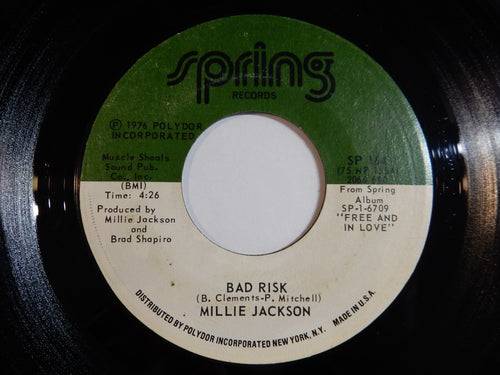 spring
RECORDS
Ⓟ 1976 POLYDOR
INCORPORATED
Muscle Shoals
Sound Pub.
Co., Inc.
(BMI)
Time: 4:26
Produced by
Millie Jackson
and
Brad Shapiro
SP
From Spring
Album
SP-1-6709
"FREE AND
IN LOVE"
BAD RISK
(B. Clements-P. Mitchell)
MILLIE JACKSON
DISTRIBUTED BY POLYDOR INCORPORATED NEW YORK, N.Y. MADE IN U.S.A.